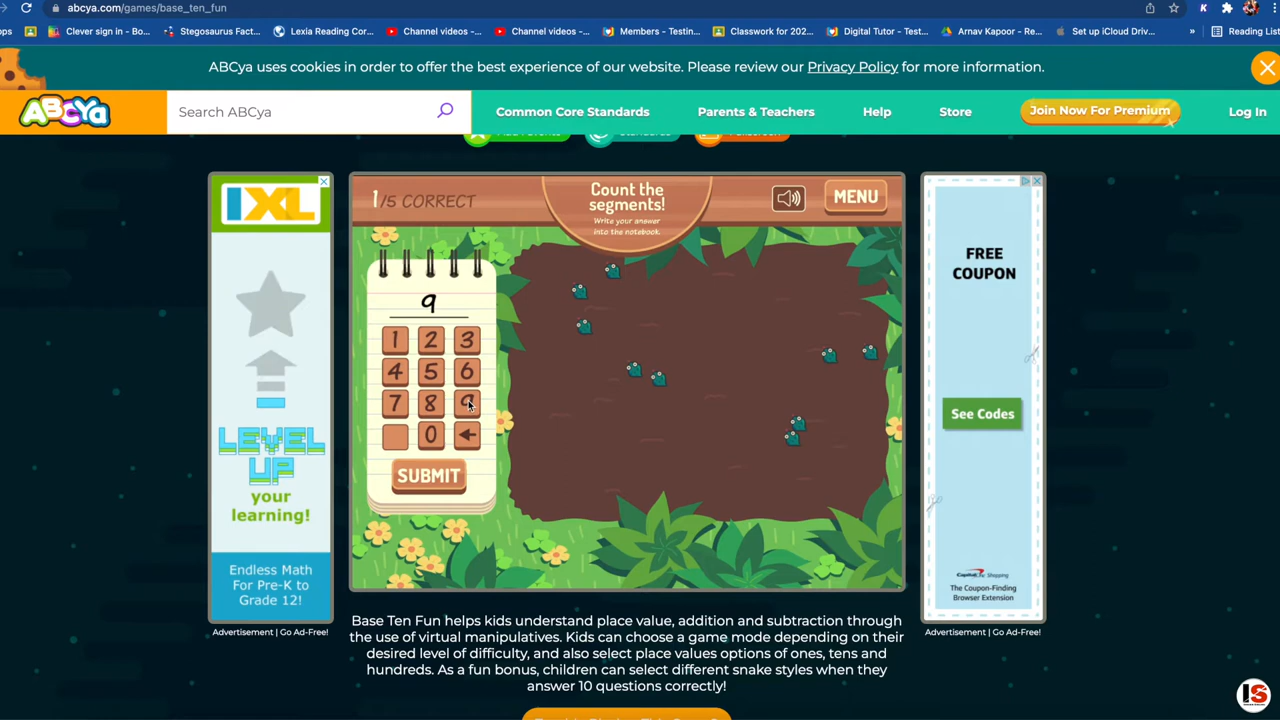 abcya.com/games/base_ten_fun
Clever sign in - Bo...
Stegosaurus Fact...
Lexia Reading Cor...
Channel videos -...
Channel videos -...
Members - Testin...
Classwork for 202...
Digital Tutor - Test...
Arnav Kapoor - Re...
Set up iCloud Driv...
»
Reading List
ABCya uses cookies in order to offer the best experience of our website. Please review our Privacy Policy for more information.
ABCYa
Search ABCya
Common Core Standards
Parents & Teachers
Help
Store
Join Now For Premium
Log In
IXL
LEVEL
UP
your
learning!
Endless Math
For Pre-K to
Grade 12!
Advertisement | Go Ad-Free!
1/5 CORRECT
Count the
segments!
Write your answer
into the notebook.
MENU
9
1 2 3
4 5 6
7 8 9
0 ←
SUBMIT
FREE
COUPON
See Codes
Capital One Shopping
The Coupon-Finding
Browser Extension
Advertisement | Go Ad-Free!
Base Ten Fun helps kids understand place value, addition and subtraction through
the use of virtual manipulatives. Kids can choose a game mode depending on their
desired level of difficulty, and also select place values options of ones, tens and
hundreds. As a fun bonus, children can select different snake styles when they
answer 10 questions correctly!
IS